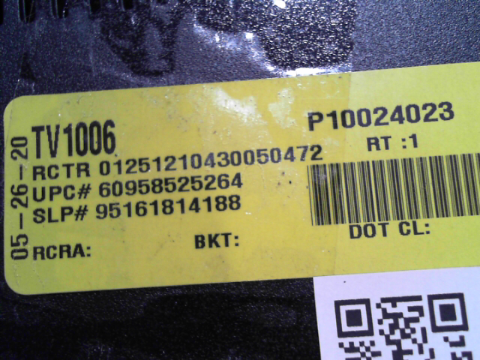 05-26-20
TV1006
P10024023
RCTR 01251210430050472
RT :1
UPC# 60958525264
SLP# 95161814188
RCRA:
BKT:
DOT CL: